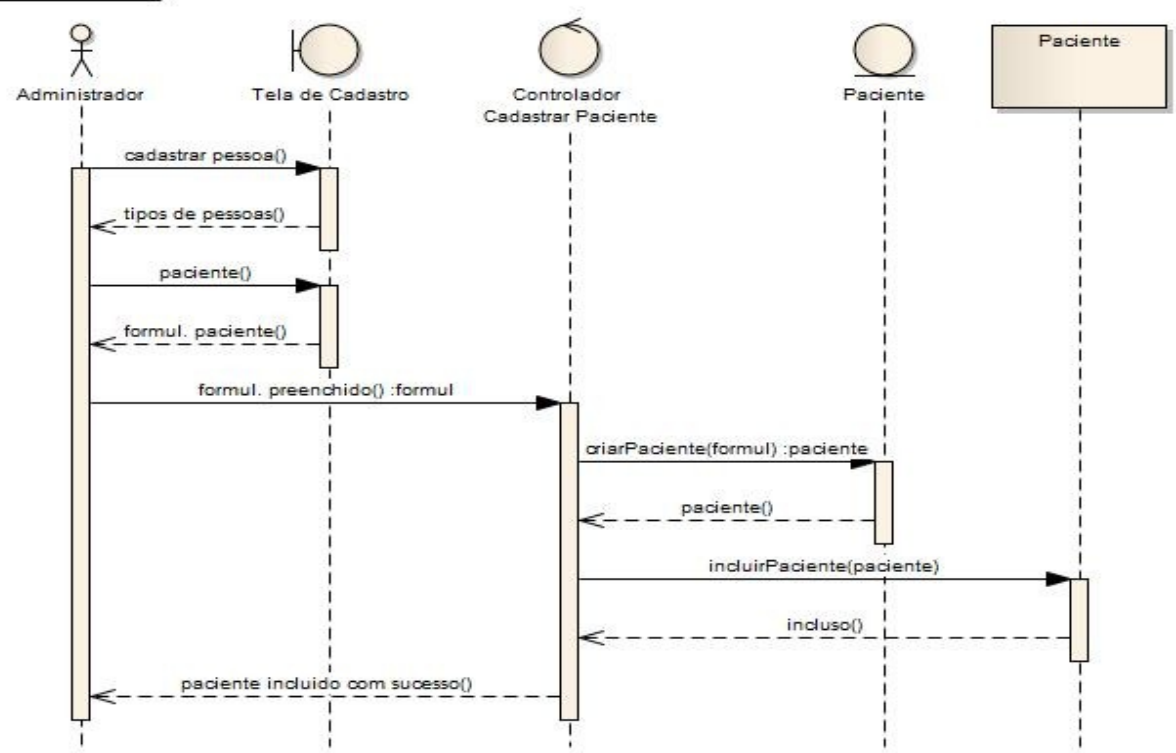 Administrador
Tela de Cadastro
Controlador
Cadastrar Paciente
Paciente
Paciente
cadastrar pessoa()
tipos de pessoas()
paciente()
formul. paciente()
formul. preenchido() :formul
criarPaciente(formul) :paciente
paciente()
incluirPaciente(paciente)
incluso()
paciente incluido com sucesso()